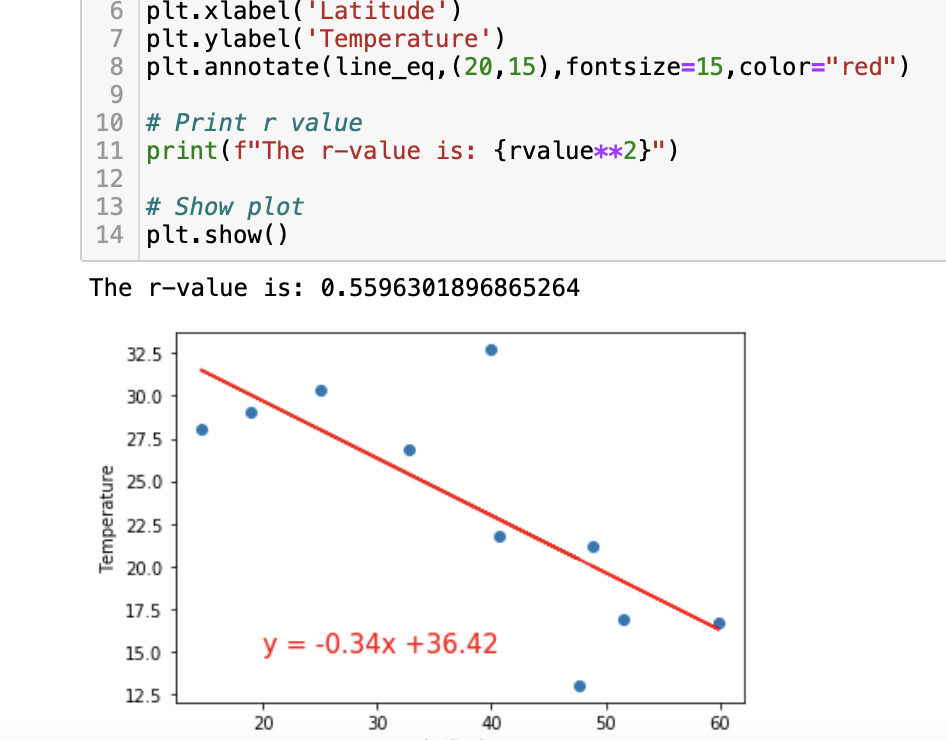 6 plt.xlabel('Latitude')
7 plt.ylabel('Temperature')
8 plt.annotate(line_eq,(20,15),fontsize=15,color="red")
9
10 # Print r value
11 print(f"The r-value is: {rvalue**2}")
12
13 # Show plot
14 plt.show()
The r-value is: 0.5596301896865264
32.5
30.0
27.5
25.0
22.5
20.0
17.5
15.0
12.5
Temperature
y = -0.34x +36.42
20 30 40 50 60